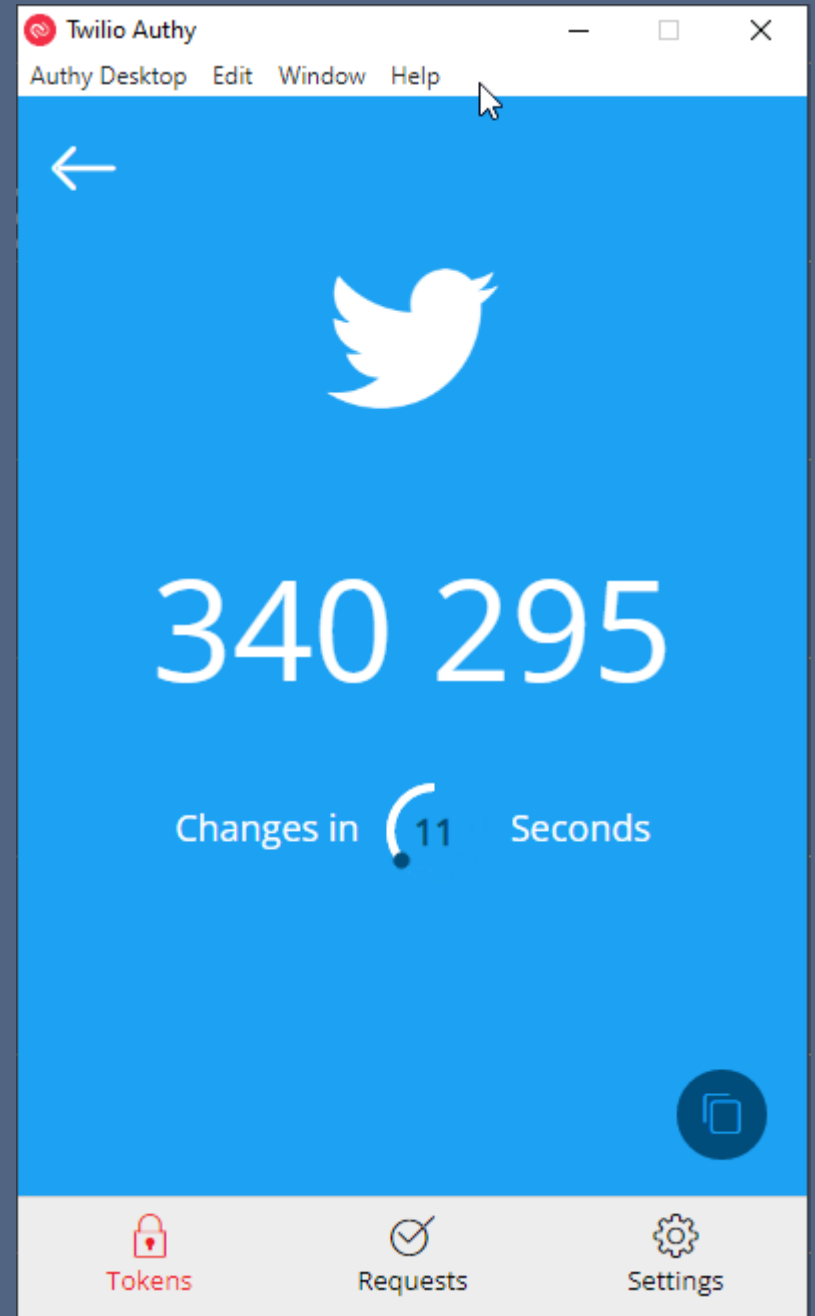 Twilio Authy
Authy Desktop Edit Window Help
340 295
Changes in 11 Seconds
Tokens Requests Settings